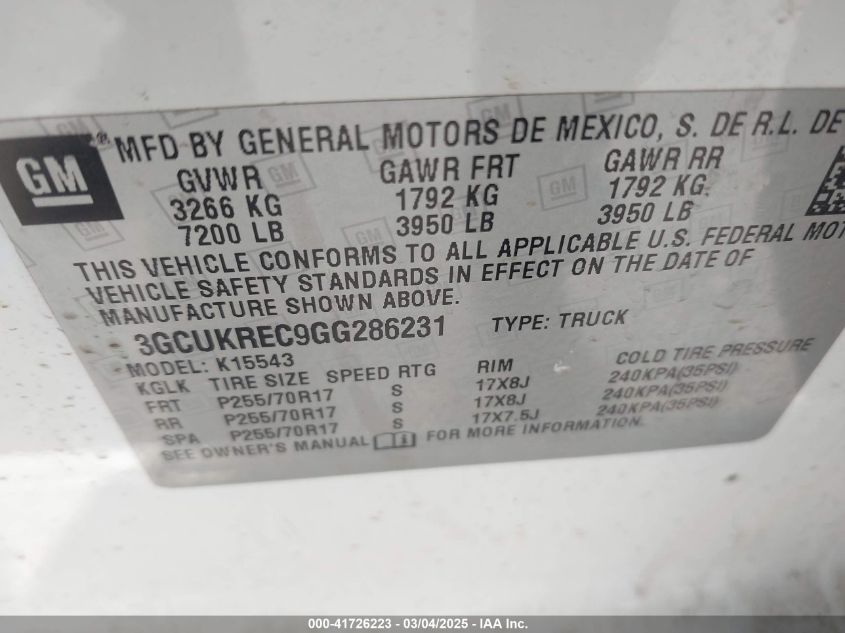 GM ® MFD BY GENERAL MOTORS DE MEXICO, S. DE R.L. DE
GVWR GAWR FRT GAWR RR
3266 KG 1792 KG 1792 KG
7200 LB 3950 LB 3950 LB
THIS VEHICLE CONFORMS TO ALL APPLICABLE U.S. FEDERAL MOT
VEHICLE SAFETY STANDARDS IN EFFECT ON THE DATE OF
MANUFACTURE SHOWN ABOVE.
3GCUKREC9GG286231 TYPE: TRUCK
MODEL: K15543
KGLK TIRE SIZE SPEED RTG RIM COLD TIRE PRESSURE
FRT P255/70R17 S 17X8J 240KPA(35PSI)
RR P255/70R17 S 17X8J 240KPA(35PSI)
SPA P255/70R17 S 17X7.5J 240KPA(35PSI)
SEE OWNER'S MANUAL FOR MORE INFORMATION.
000-41726223 - 03/04/2025 - IAA Inc.